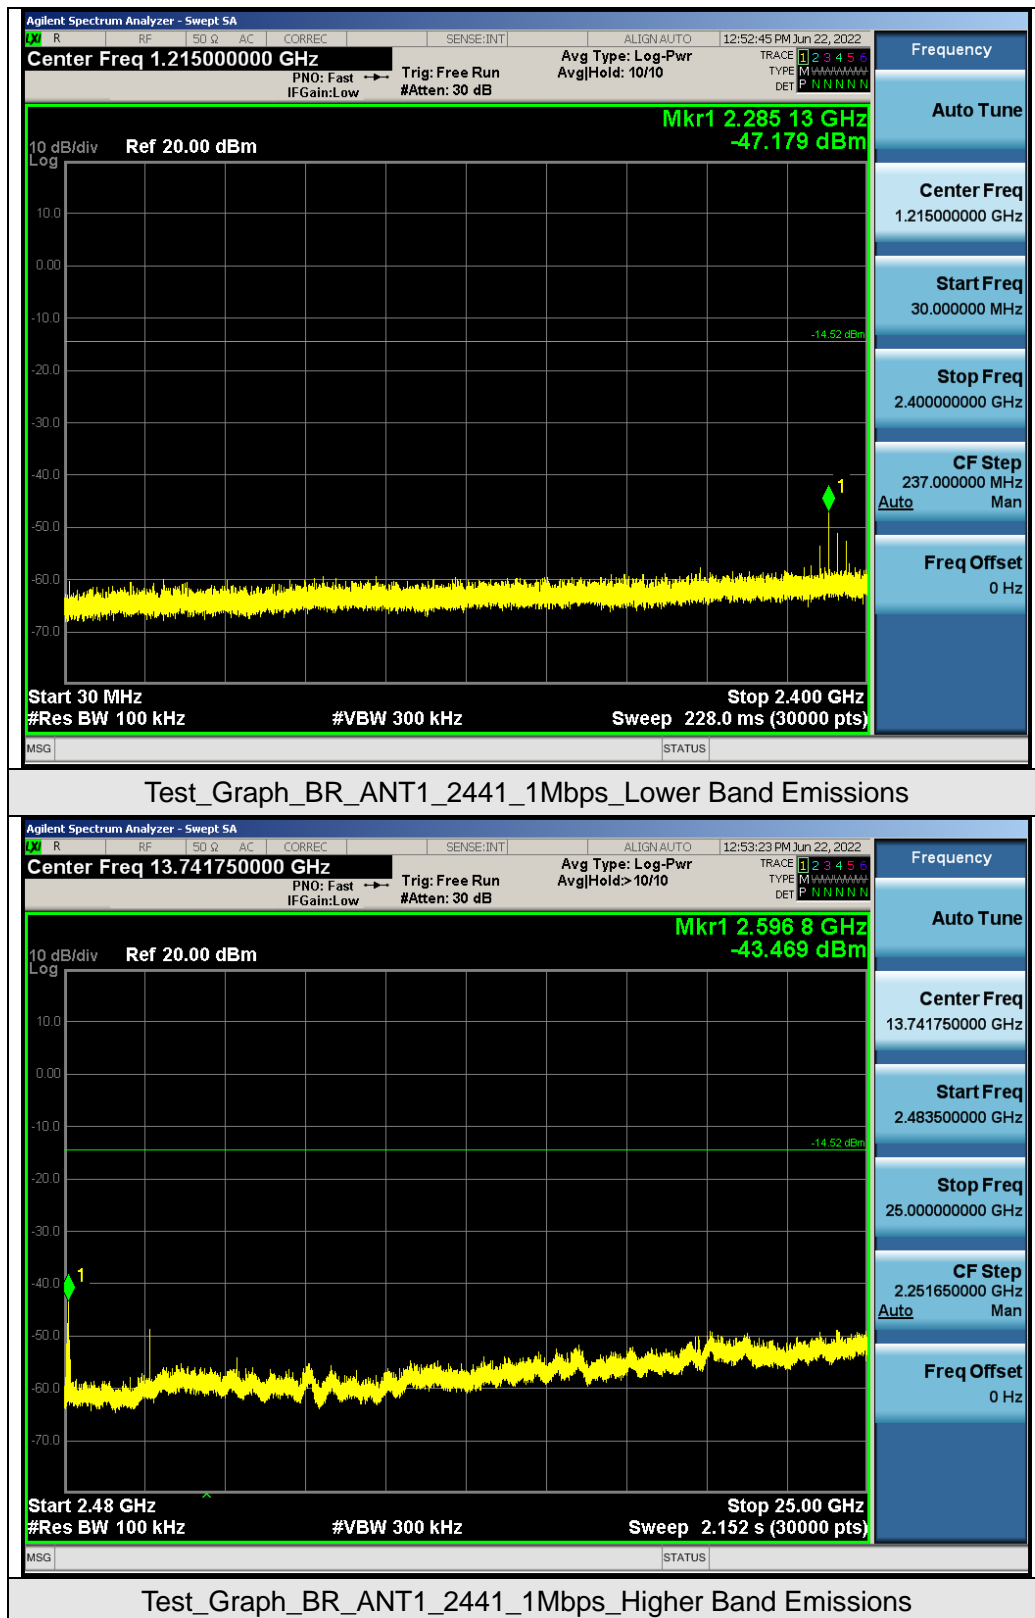 Agilent Spectrum Analyzer - Swept SA
LXI R RF 50 Ω AC CORREC SENSE:INT ALIGN AUTO 12:52:45 PM Jun 22, 2022
Center Freq 1.215000000 GHz
PNO: Fast
IFGain:Low
Trig: Free Run
#Atten: 30 dB
Avg Type: Log-Pwr
Avg|Hold: 10/10
TRACE 1 2 3 4 5 6
TYPE M
DET P N N N N N
Mkr1 2.285 13 GHz
-47.179 dBm
10 dB/div Ref 20.00 dBm
Log
10.0
0.00
-10.0
-14.52 dBm
-20.0
-30.0
-40.0
1
-50.0
-60.0
-70.0
Start 30 MHz Stop 2.400 GHz
#Res BW 100 kHz #VBW 300 kHz Sweep 228.0 ms (30000 pts)
MSG STATUS
Frequency
Auto Tune
Center Freq
1.215000000 GHz
Start Freq
30.000000 MHz
Stop Freq
2.400000000 GHz
CF Step
237.000000 MHz
Auto Man
Freq Offset
0 Hz
Test_Graph_BR_ANT1_2441_1Mbps_Lower Band Emissions
Agilent Spectrum Analyzer - Swept SA
LXI R RF 50 Ω AC CORREC SENSE:INT ALIGN AUTO 12:53:23 PM Jun 22, 2022
Center Freq 13.741750000 GHz
PNO: Fast
IFGain:Low
Trig: Free Run
#Atten: 30 dB
Avg Type: Log-Pwr
Avg|Hold:> 10/10
TRACE 1 2 3 4 5 6
TYPE M
DET P N N N N N
Mkr1 2.596 8 GHz
-43.469 dBm
10 dB/div Ref 20.00 dBm
Log
10.0
0.00
-10.0
-14.52 dBm
-20.0
-30.0
-40.0
1
-50.0
-60.0
-70.0
Start 2.48 GHz Stop 25.00 GHz
#Res BW 100 kHz #VBW 300 kHz Sweep 2.152 s (30000 pts)
MSG STATUS
Frequency
Auto Tune
Center Freq
13.741750000 GHz
Start Freq
2.483500000 GHz
Stop Freq
25.000000000 GHz
CF Step
2.251650000 GHz
Auto Man
Freq Offset
0 Hz
Test_Graph_BR_ANT1_2441_1Mbps_Higher Band Emissions